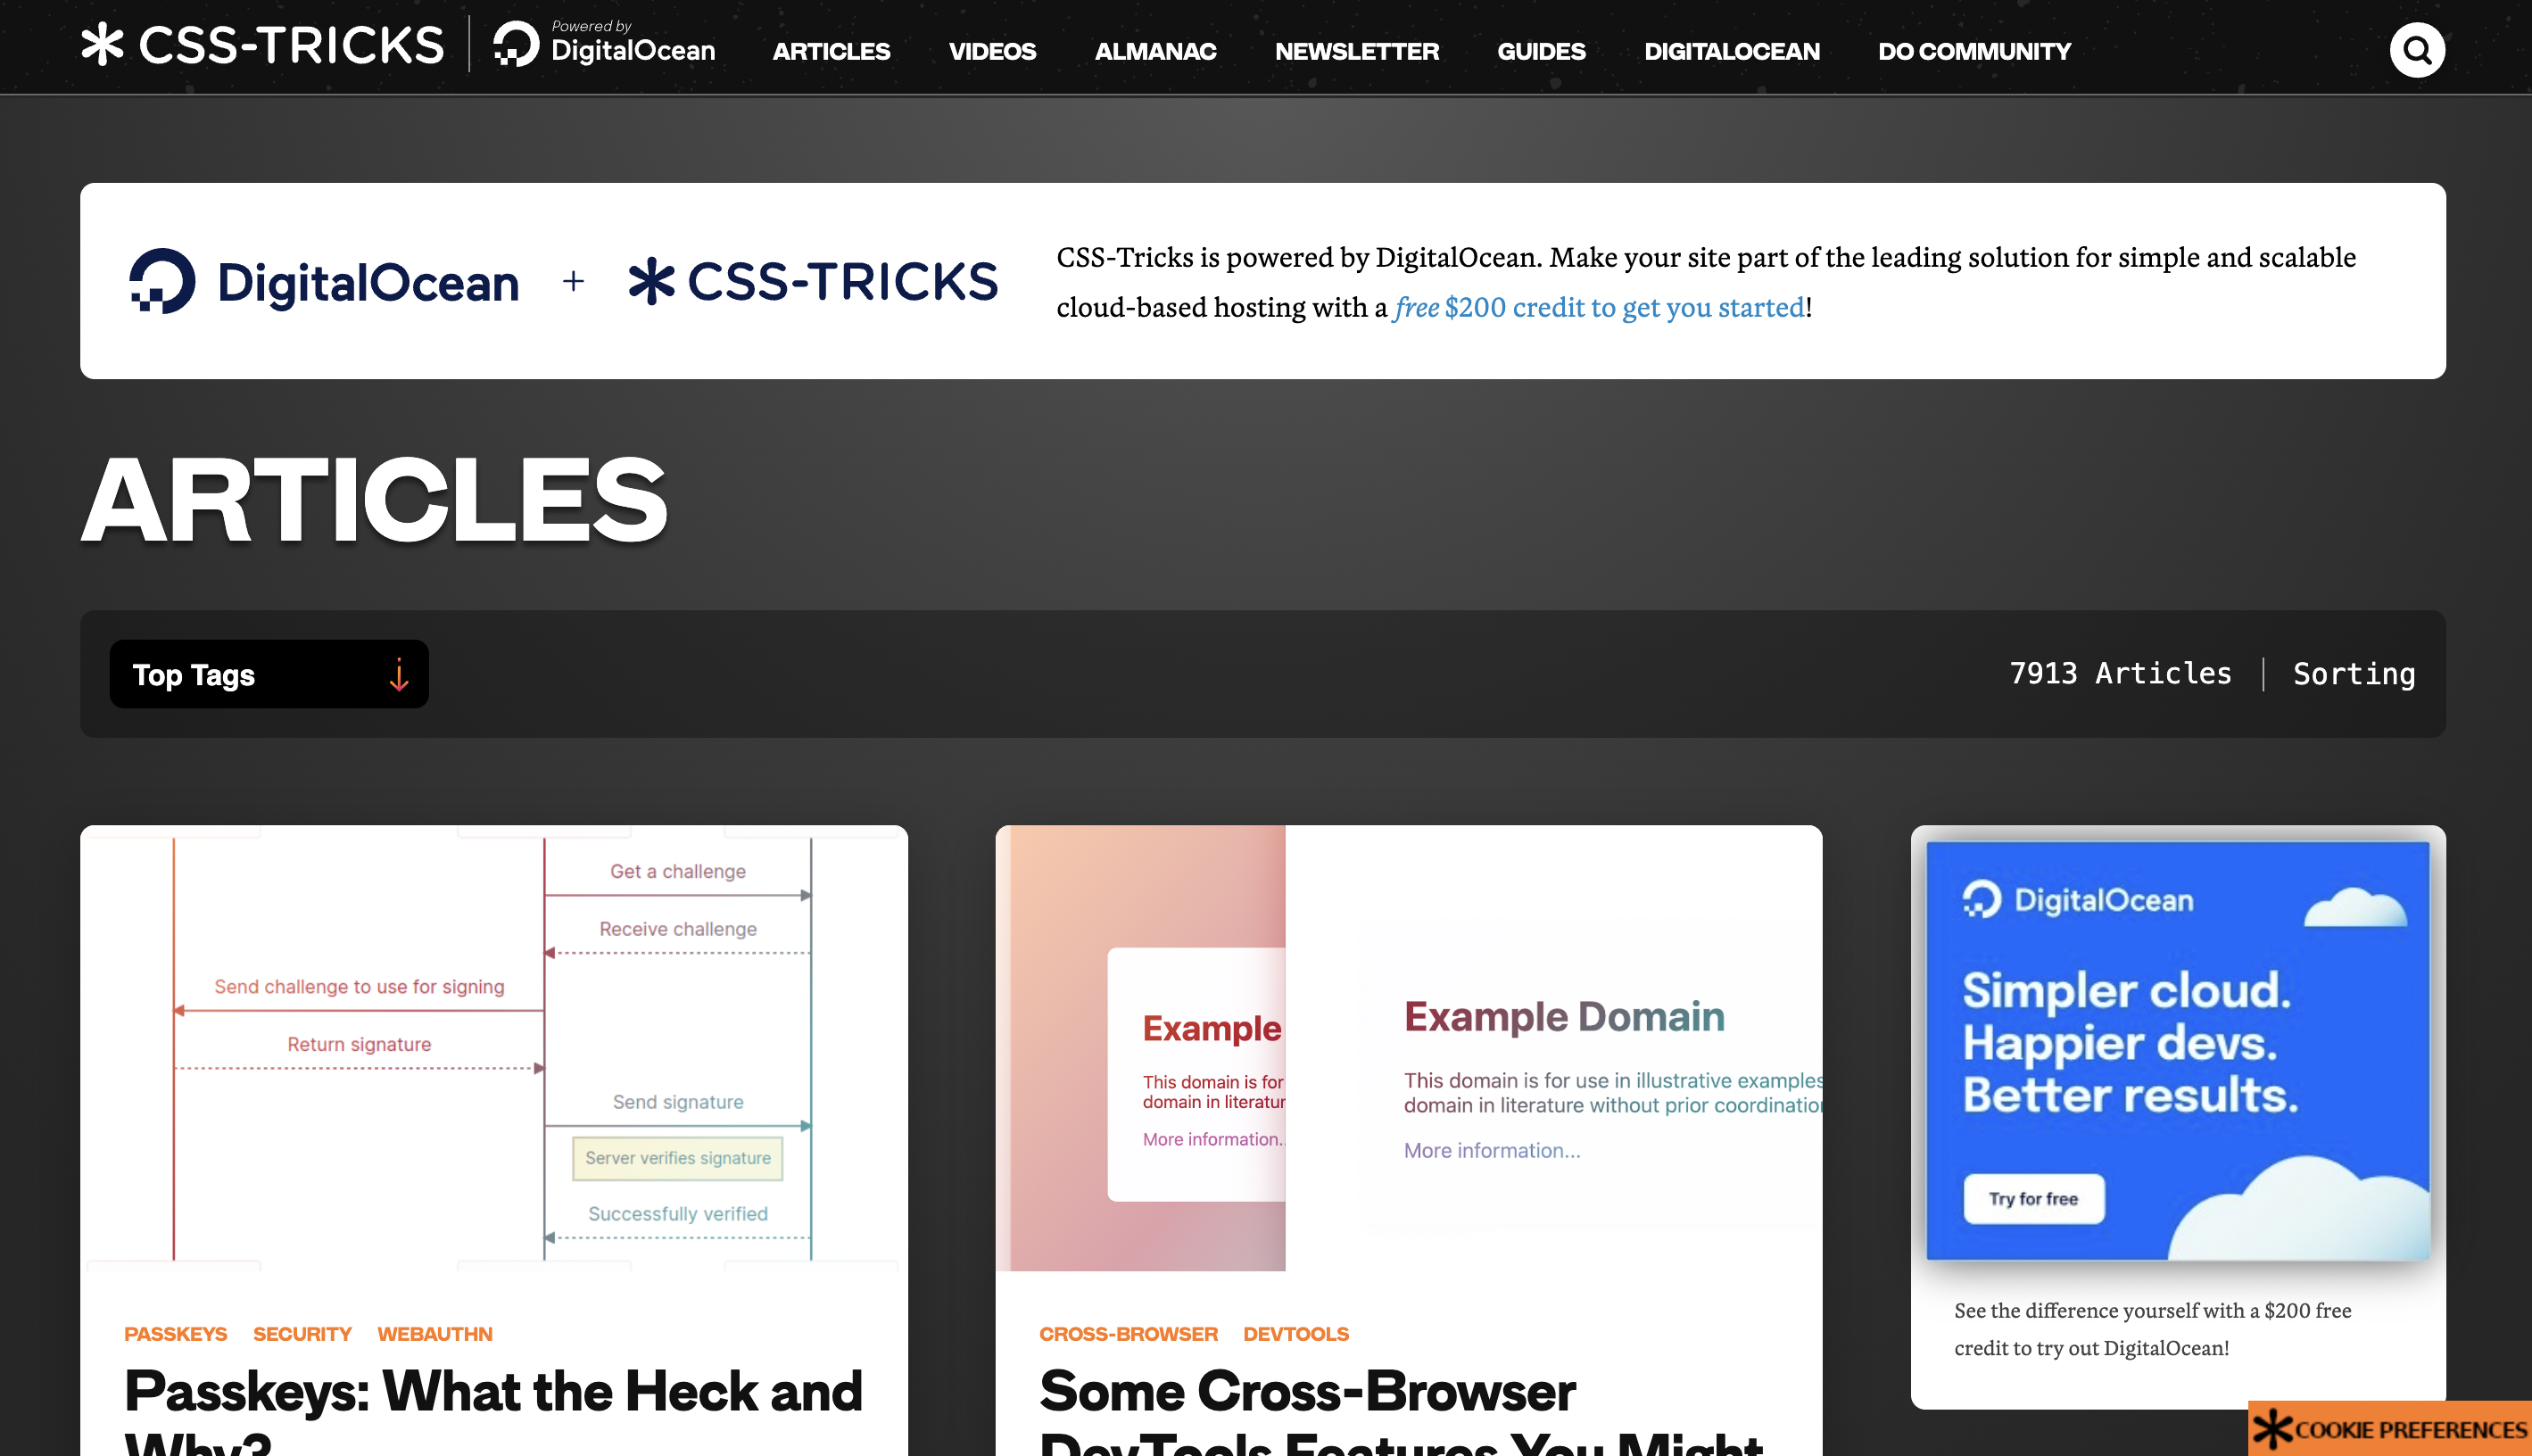 CSS-TRICKS
Powered by
DigitalOcean
ARTICLES
VIDEOS
ALMANAC
NEWSLETTER
GUIDES
DIGITALOCEAN
DO COMMUNITY
DigitalOcean + CSS-TRICKS
CSS-Tricks is powered by DigitalOcean. Make your site part of the leading solution for simple and scalable
cloud-based hosting with a free $200 credit to get you started!
ARTICLES
Top Tags
7913 Articles
Sorting
Get a challenge
Receive challenge
Send challenge to use for signing
Return signature
Send signature
Server verifies signature
Successfully verified
PASSKEYS SECURITY WEBAUTHN
Passkeys: What the Heck and
Why?
Example
This domain is for
domain in literatur
More information..
Example Domain
This domain is for use in illustrative examples
domain in literature without prior coordination
More information...
CROSS-BROWSER DEVTOOLS
Some Cross-Browser
DevTools Features You Might
DigitalOcean
Simpler cloud.
Happier devs.
Better results.
Try for free
See the difference yourself with a $200 free
credit to try out DigitalOcean!
COOKIE PREFERENCES